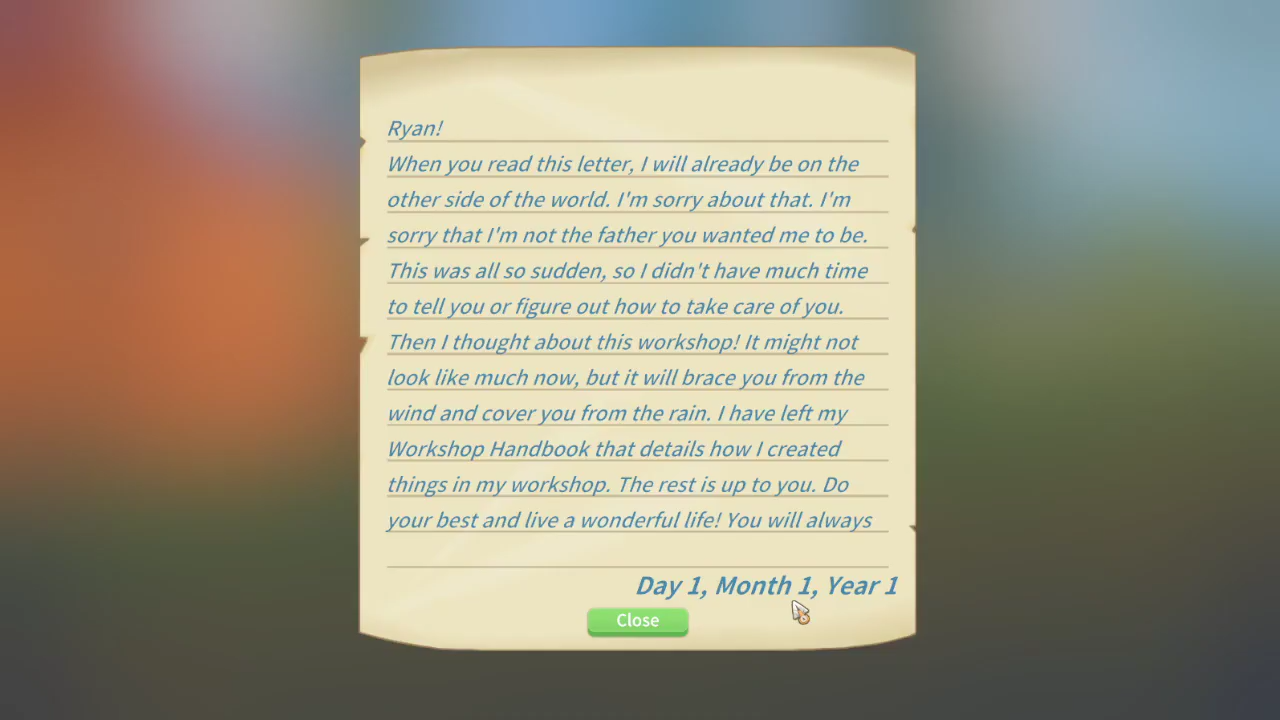 Ryan!
When you read this letter, I will already be on the
other side of the world. I'm sorry about that. I'm
sorry that I'm not the father you wanted me to be.
This was all so sudden, so I didn't have much time
to tell you or figure out how to take care of you.
Then I thought about this workshop! It might not
look like much now, but it will brace you from the
wind and cover you from the rain. I have left my
Workshop Handbook that details how I created
things in my workshop. The rest is up to you. Do
your best and live a wonderful life! You will always
Day 1, Month 1, Year 1
Close